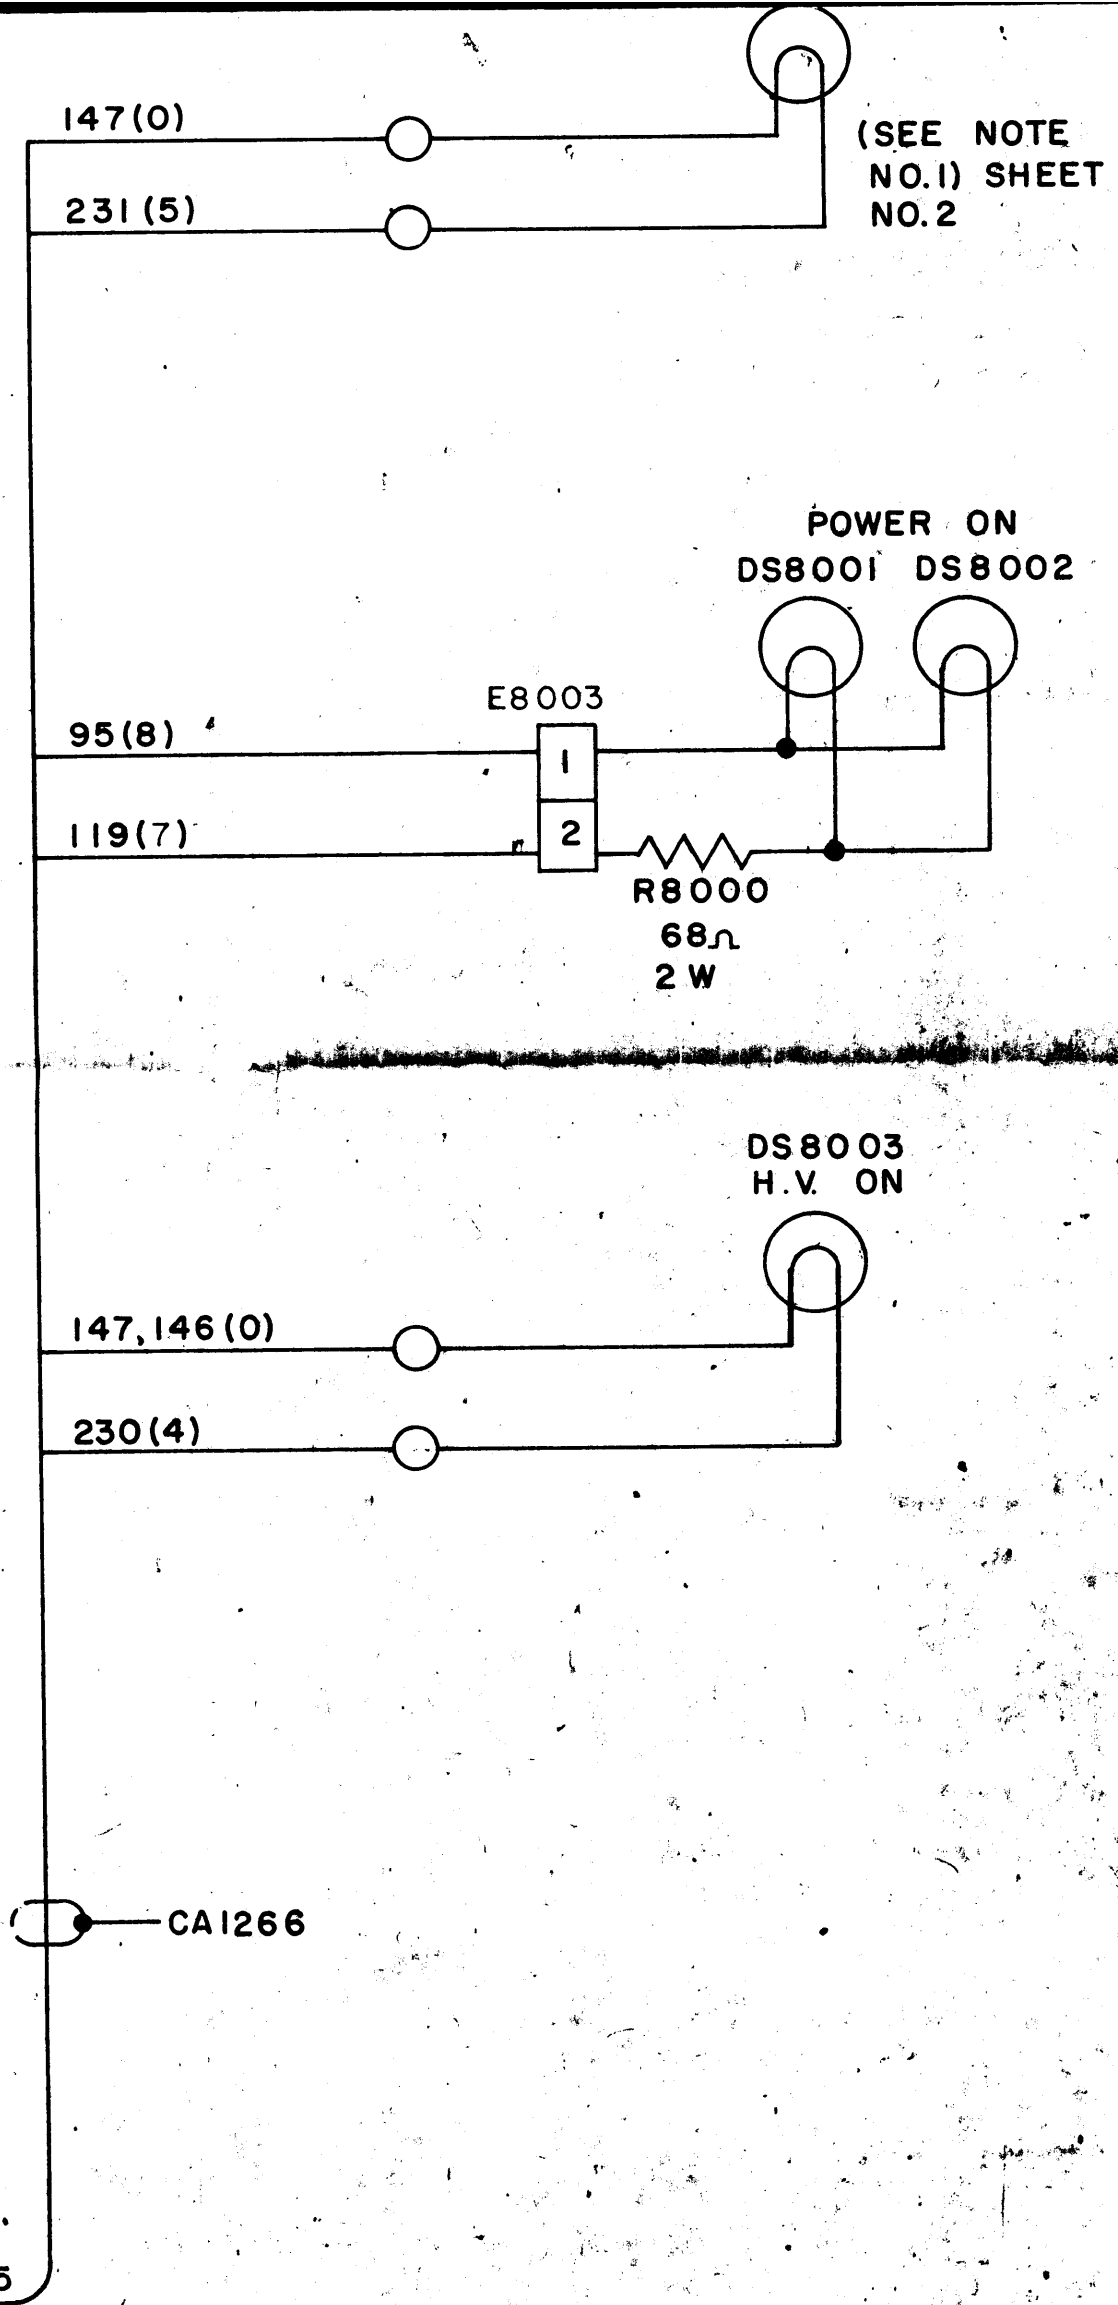 147(0)
(SEE NOTE
NO.1) SHEET
NO.2
231(5)
POWER ON
DS8001 DS8002
E8003
95(8)
1
119(7)
2
R8000
68Ω
2 W
DS8003
H.V. ON
147,146(0)
230(4)
CA1266